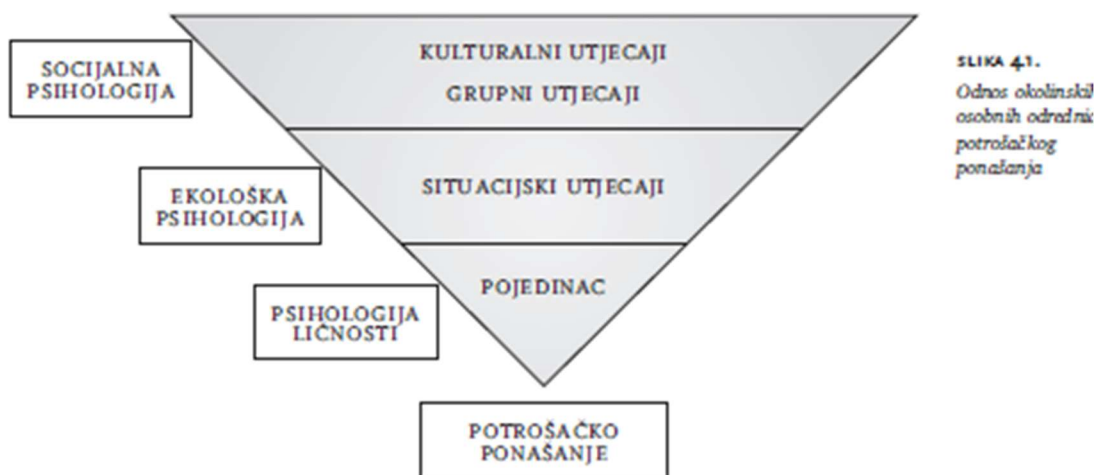 SOCIJALNA
PSIHOLOGIJA
KULTURALNI UTJECAJI
GRUPNI UTJECAJI
SLIKA 4.1.
Odnos okolinskih
osobnih odrednic
potrošačkog
ponašanja
EKOLOŠKA
PSIHOLOGIJA
SITUACIJSKI UTJECAJI
PSIHOLOGIJA
LIČNOSTI
POJEDINAC
POTROŠAČKO
PONAŠANJE